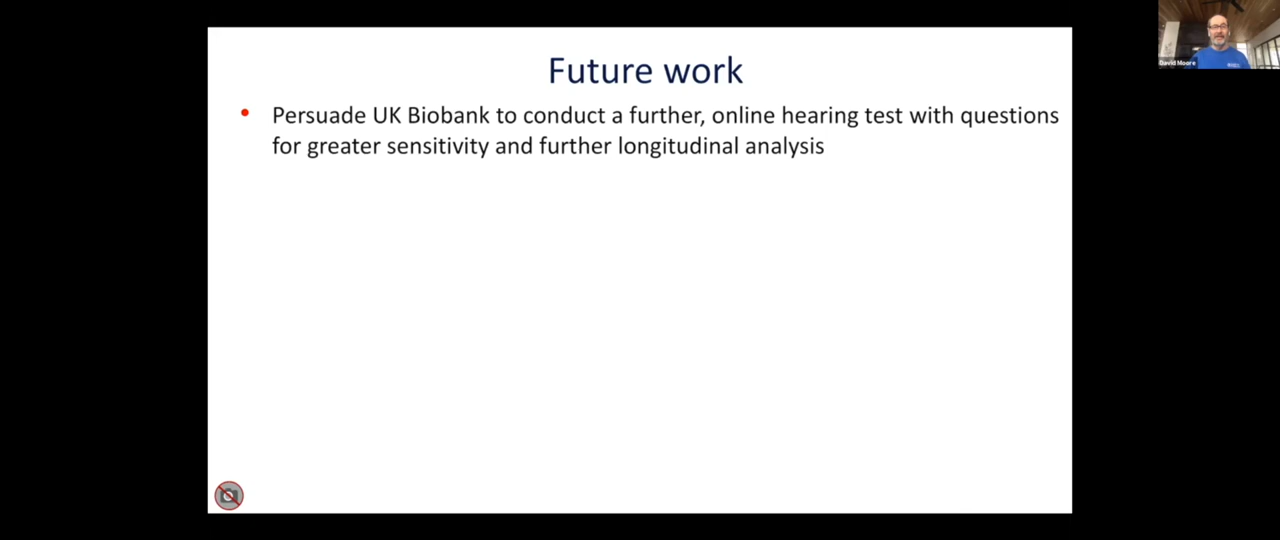 Future work
Persuade UK Biobank to conduct a further, online hearing test with questions
for greater sensitivity and further longitudinal analysis
David Moore